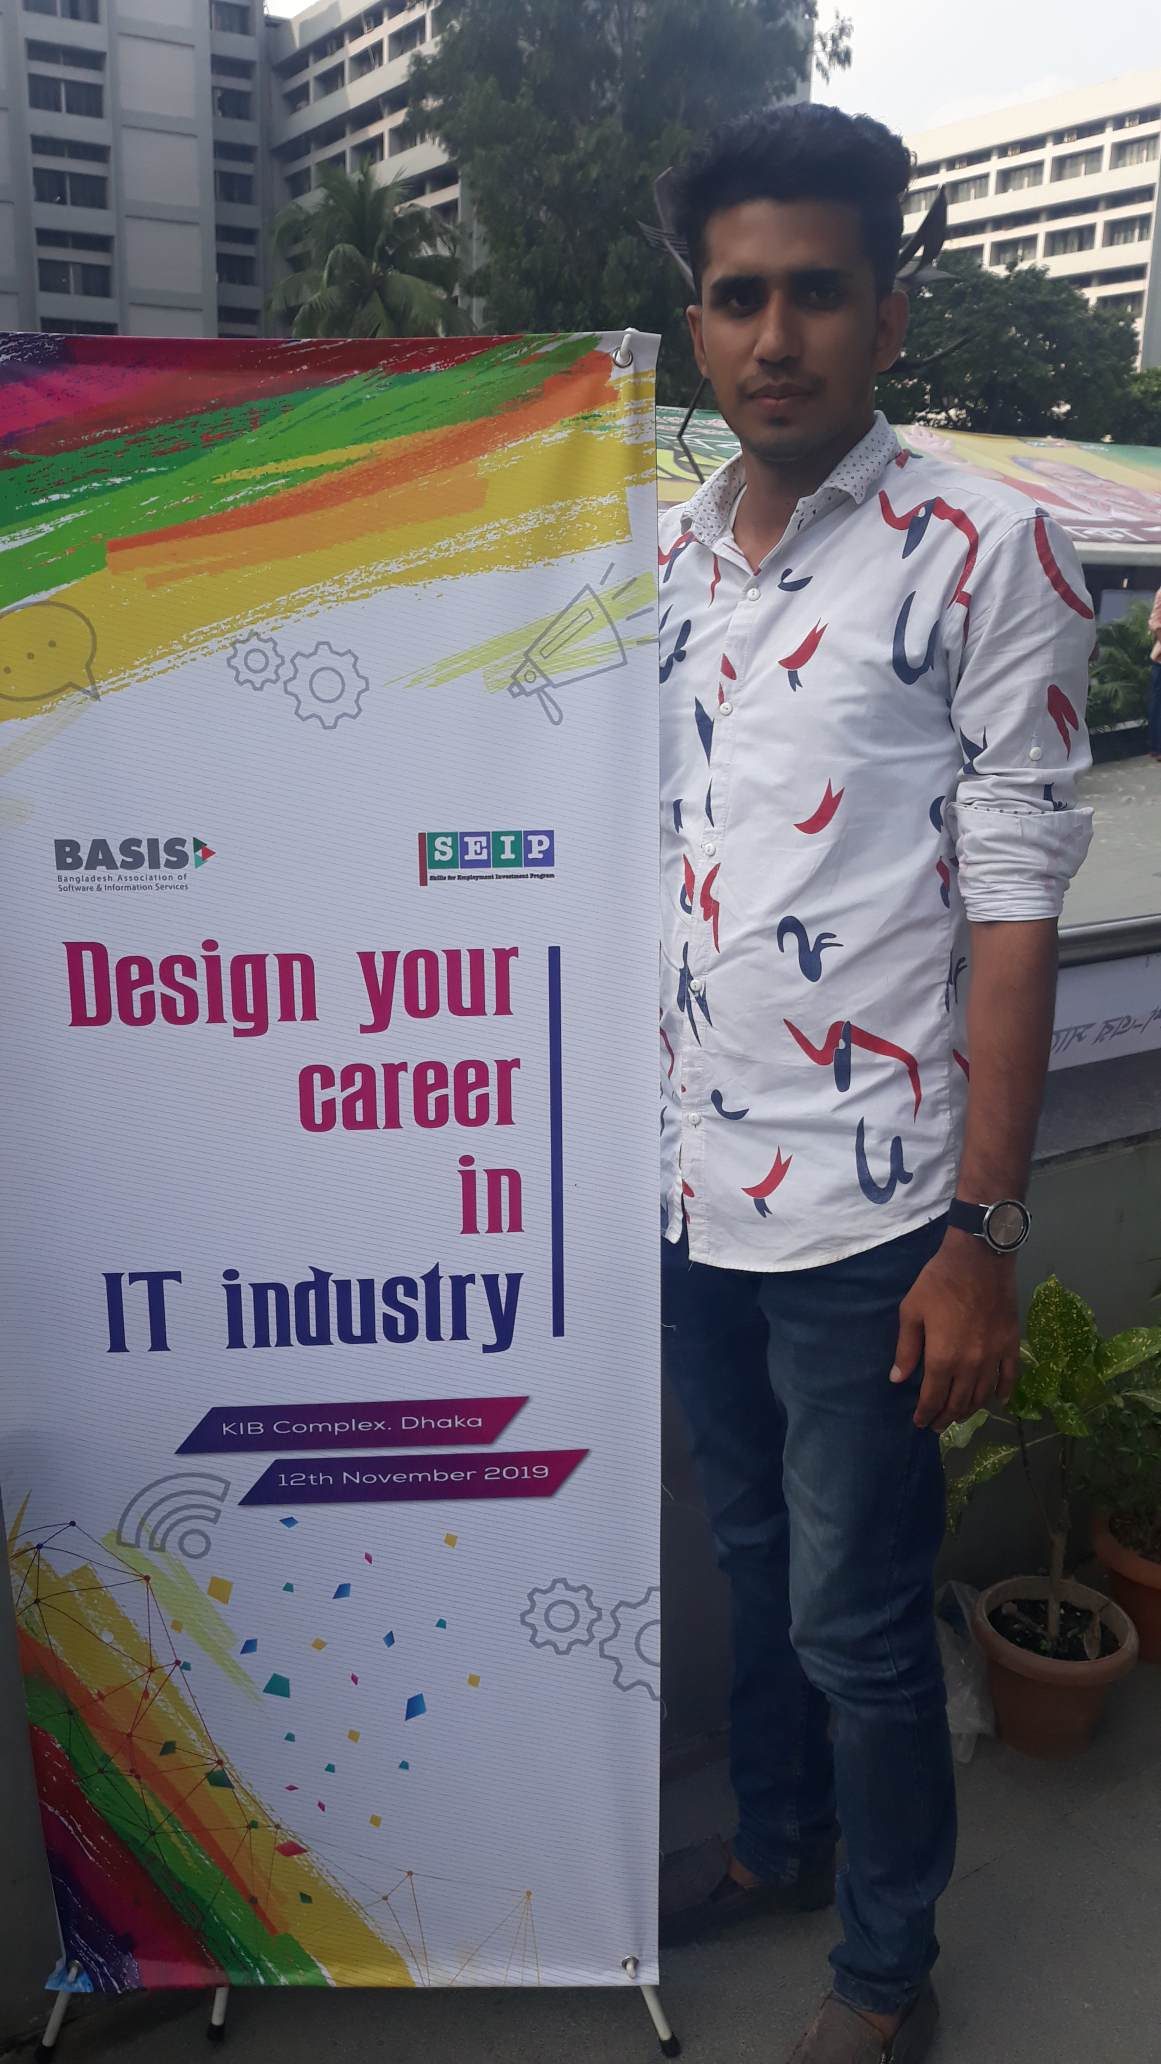 BASIS
Bangladesh Association of
Software & Information Services
SEIP
Skills for Employment Investment Program
Design your
career
in
IT industry
KIB Complex. Dhaka
12th November 2019